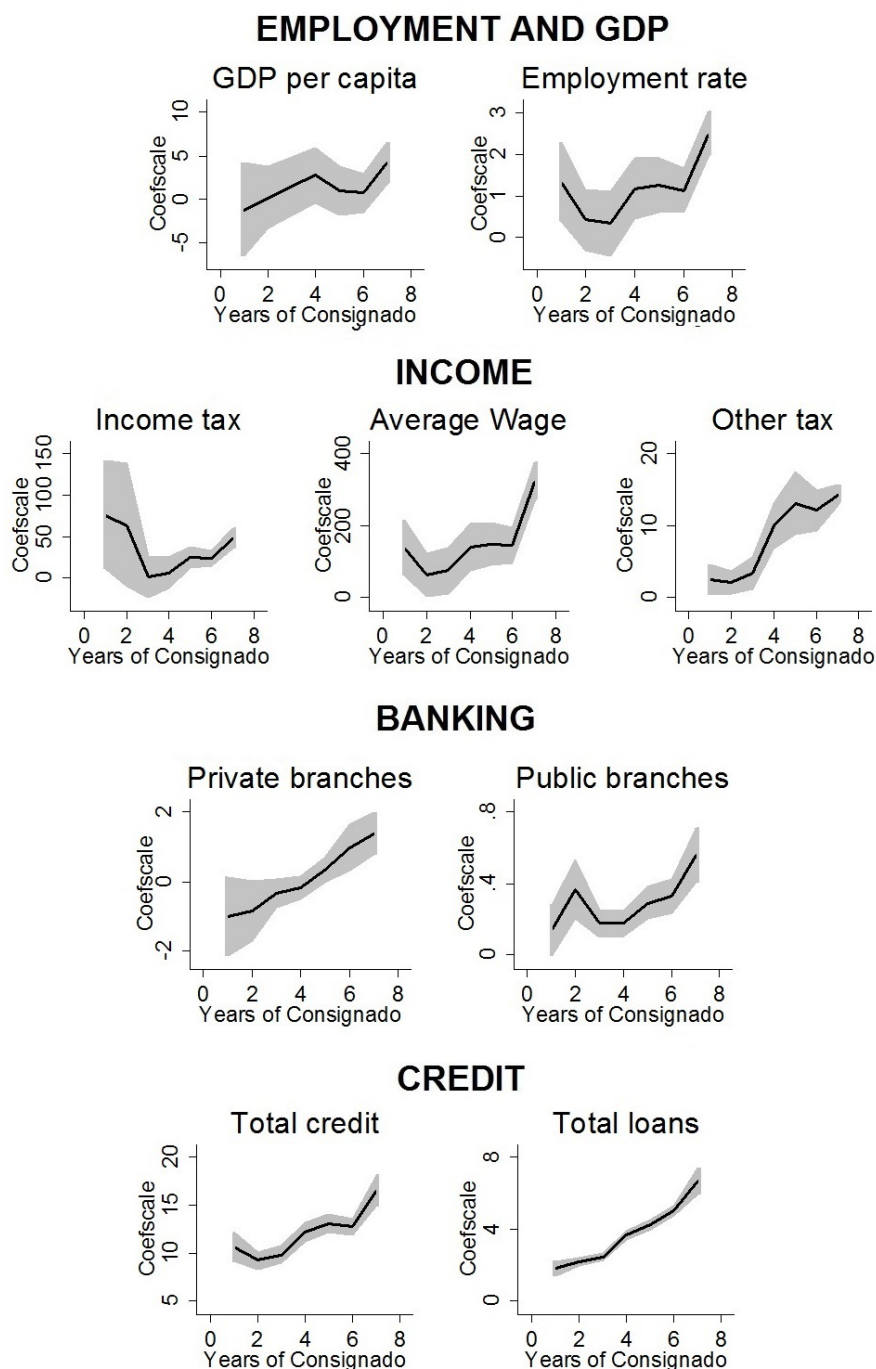 EMPLOYMENT AND GDP
GDP per capita
Coefscale
10
5
0
-5
0 2 4 6 8
Years of Consignado
Employment rate
Coefscale
3
2
1
0
0 2 4 6 8
Years of Consignado
INCOME
Income tax
Coefscale
150
100
50
0
0 2 4 6 8
Years of Consignado
Average Wage
Coefscale
400
200
0
0 2 4 6 8
Years of Consignado
Other tax
Coefscale
20
10
0
0 2 4 6 8
Years of Consignado
BANKING
Private branches
Coefscale
2
0
-2
0 2 4 6 8
Years of Consignado
Public branches
Coefscale
.8
.4
0
0 2 4 6 8
Years of Consignado
CREDIT
Total credit
Coefscale
20
15
10
5
0 2 4 6 8
Years of Consignado
Total loans
Coefscale
8
4
0
0 2 4 6 8
Years of Consignado